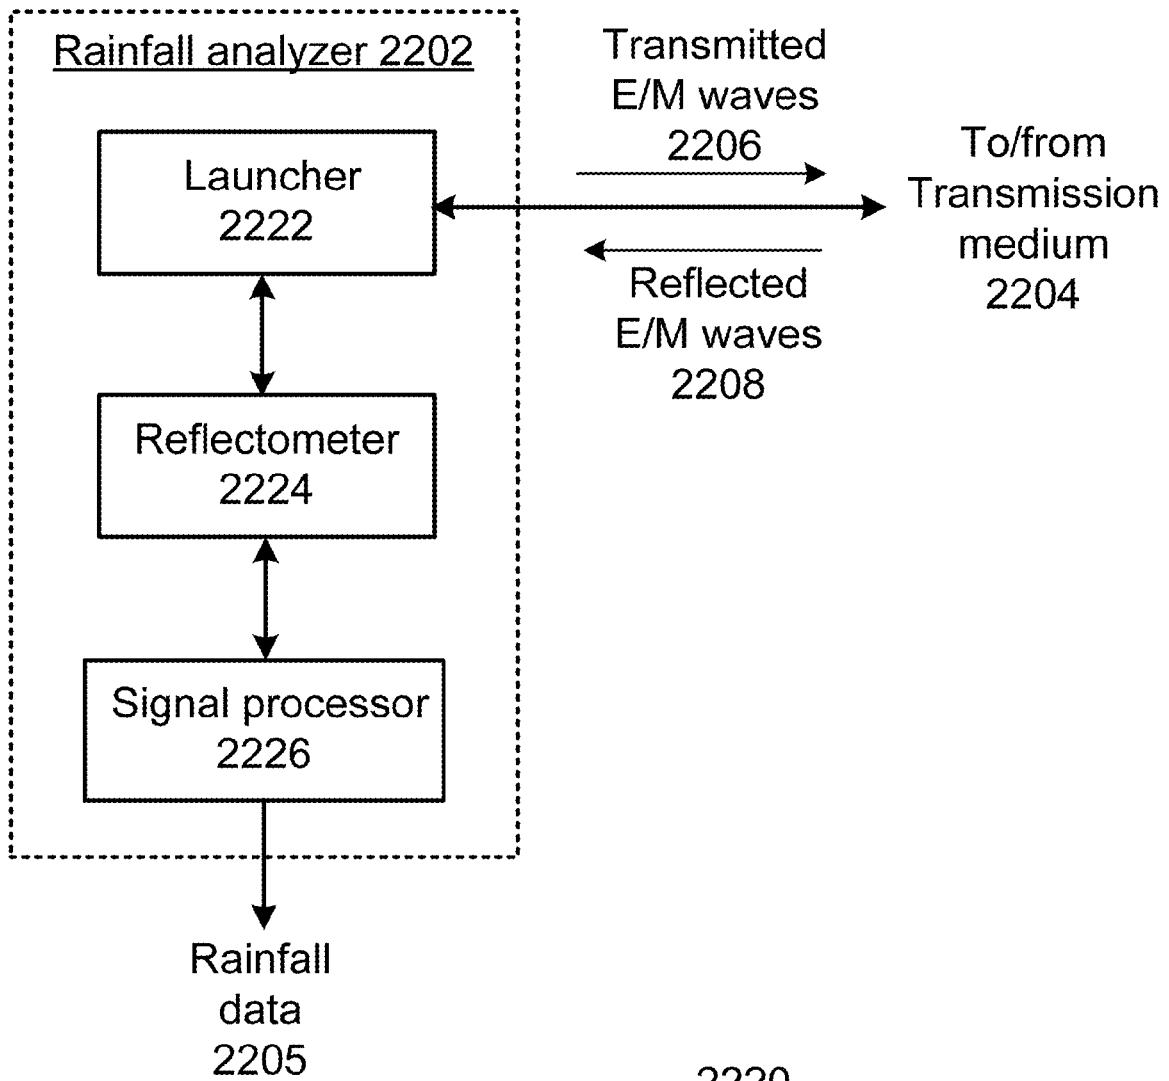 Rainfall analyzer 2202
Launcher
2222
Reflectometer
2224
Signal processor
2226
Rainfall
data
2205
Transmitted
E/M waves
2206
Reflected
E/M waves
2208
To/from
Transmission
medium
2204
2220